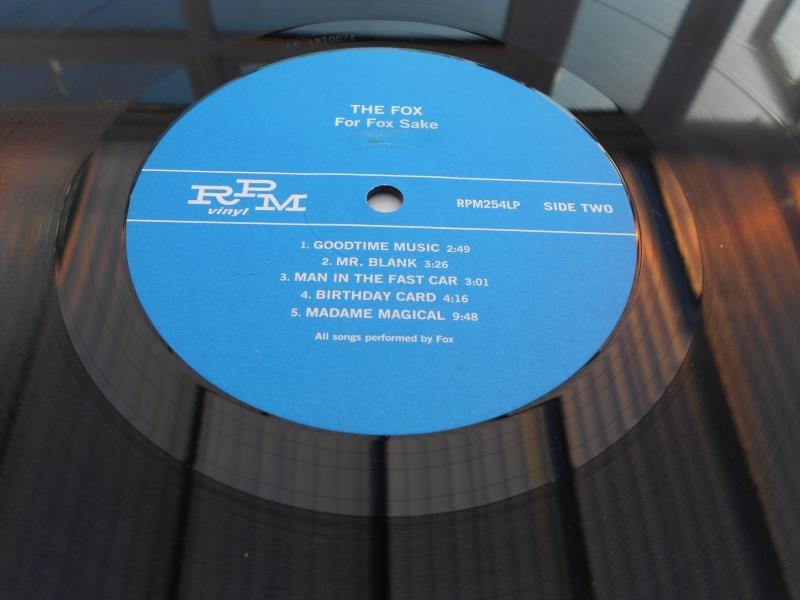 THE FOX
For Fox Sake
RPM
vinyl
RPM254LP SIDE TWO
1. GOODTIME MUSIC 2:49
2. MR. BLANK 3:26
3. MAN IN THE FAST CAR 3:01
4. BIRTHDAY CARD 4:16
5. MADAME MAGICAL 9:48
All songs performed by Fox